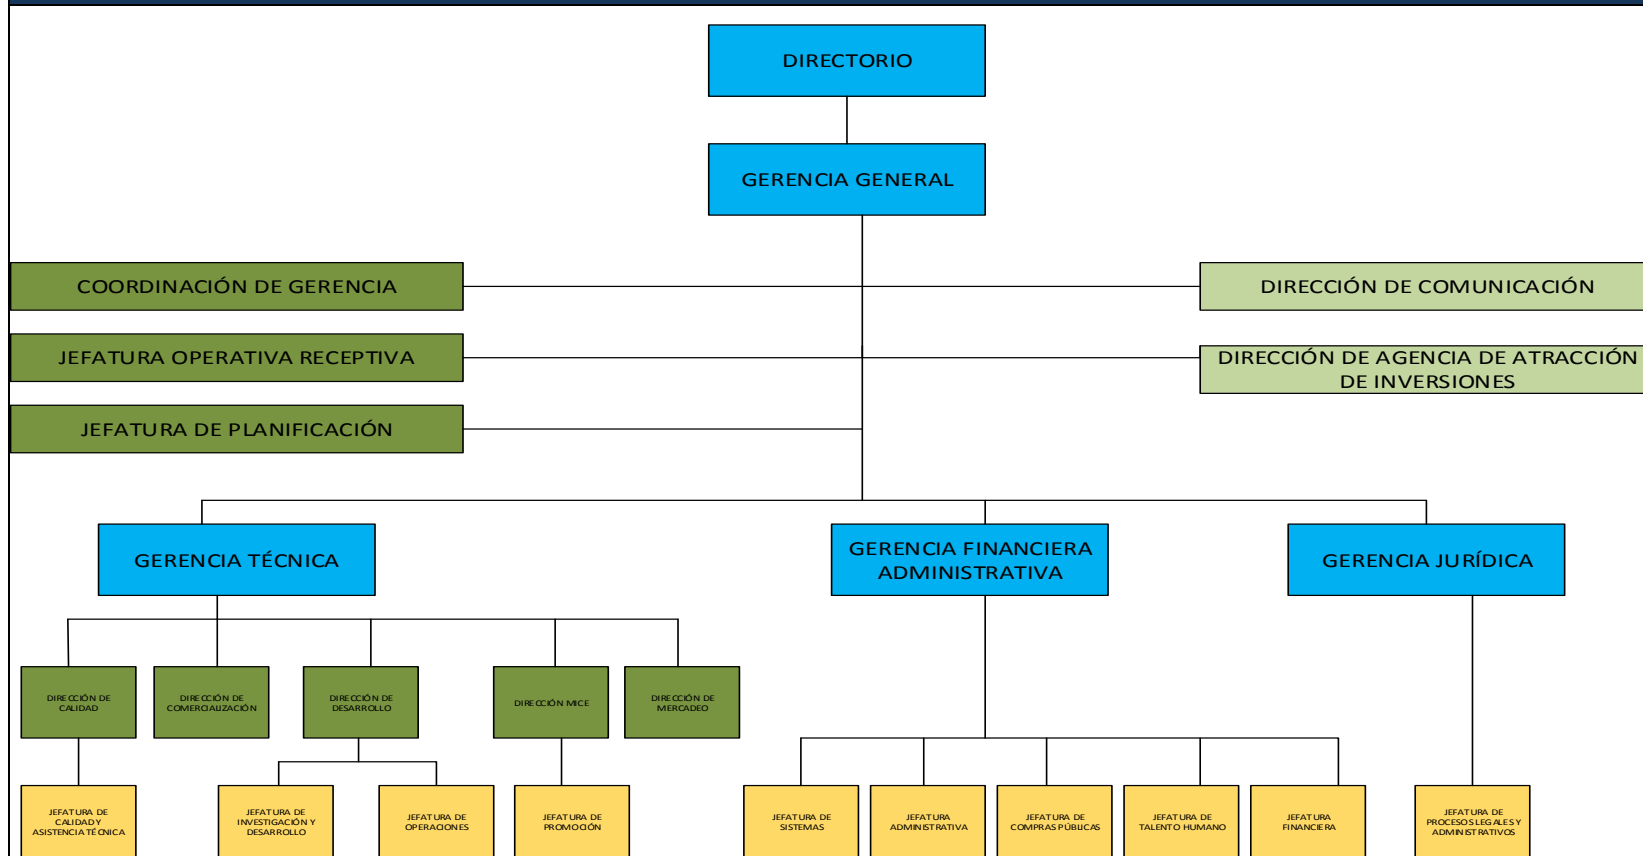 DIRECTORIO
GERENCIA GENERAL
COORDINACIÓN DE GERENCIA
DIRECCIÓN DE COMUNICACIÓN
JEFATURA OPERATIVA RECEPTIVA
DIRECCIÓN DE AGENCIA DE ATRACCIÓN
DE INVERSIONES
JEFATURA DE PLANIFICACIÓN
GERENCIA TÉCNICA
GERENCIA FINANCIERA
ADMINISTRATIVA
GERENCIA JURÍDICA
DIRECCIÓN DE
CALIDAD
DIRECCIÓN DE
COMERCIALIZACIÓN
DIRECCIÓN DE
DESARROLLO
DIRECCIÓN MICE
DIRECCIÓN DE
MERCADEO
JEFATURA DE
CALIDAD Y
ASISTENCIA TÉCNICA
JEFATURA DE
INVESTIGACIÓN Y
DESARROLLO
JEFATURA DE
OPERACIONES
JEFATURA DE
PROMOCIÓN
JEFATURA DE
SISTEMAS
JEFATURA
ADMINISTRATIVA
JEFATURA DE
COMPRAS PÚBLICAS
JEFATURA DE
TALENTO HUMANO
JEFATURA
FINANCIERA
JEFATURA DE
PROCESOS LEGALES Y
ADMINISTRATIVOS